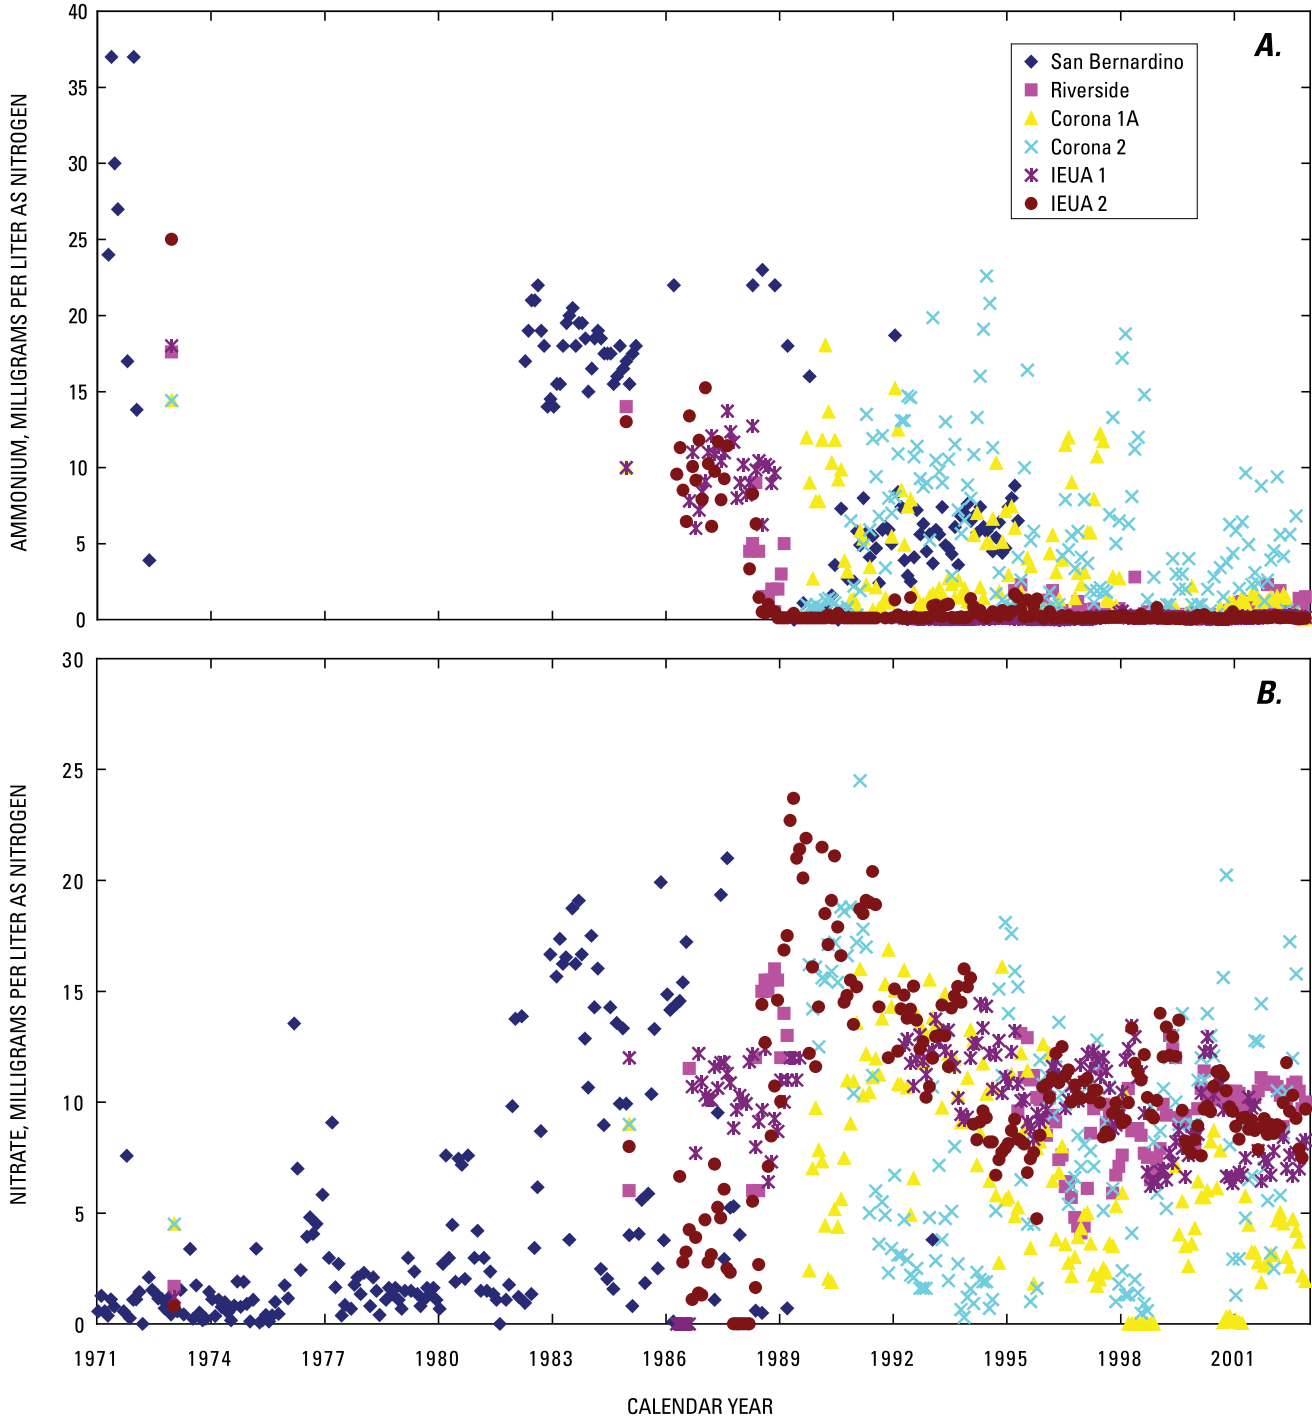 A.
40
35
30
25
20
15
10
5
0
AMMONIUM, MILLIGRAMS PER LITER AS NITROGEN
San Bernardino
Riverside
Corona 1A
Corona 2
IEUA 1
IEUA 2
B.
30
25
20
15
10
5
0
NITRATE, MILLIGRAMS PER LITER AS NITROGEN
1971 1974 1977 1980 1983 1986 1989 1992 1995 1998 2001
CALENDAR YEAR